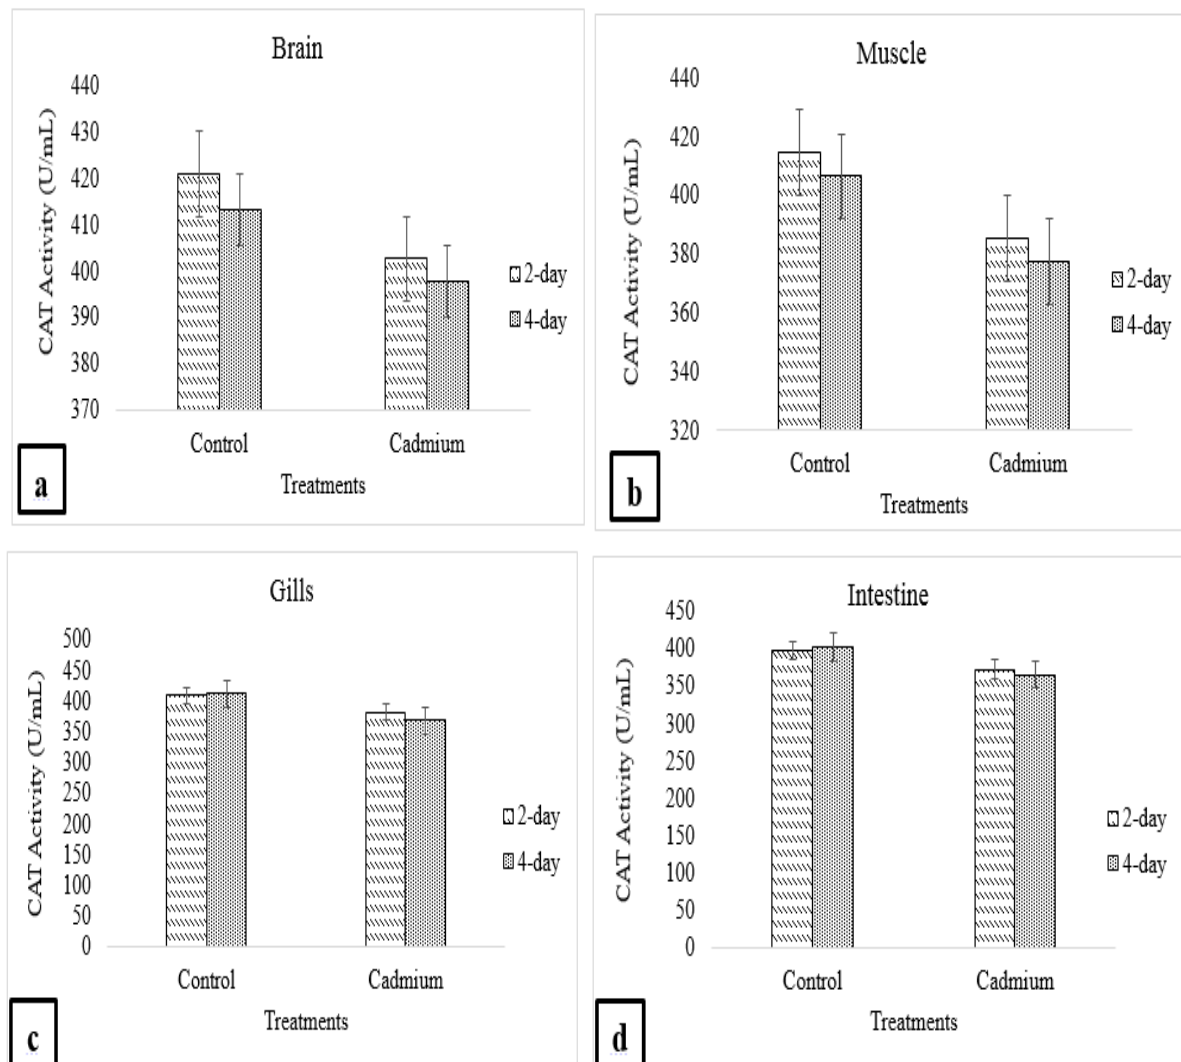 Brain
440
430
420
410
400
390
380
370
CAT Activity (U/mL)
2-day
4-day
Control Cadmium
Treatments
a
Muscle
440
420
400
380
360
340
320
CAT Activity (U/mL)
2-day
4-day
Control Cadmium
Treatments
b
Gills
500
450
400
350
300
250
200
150
100
50
0
CAT Activity (U/mL)
2-day
4-day
Control Cadmium
Treatments
c
Intestine
450
400
350
300
250
200
150
100
50
0
CAT Activity (U/mL)
2-day
4-day
Control Cadmium
Treatments
d